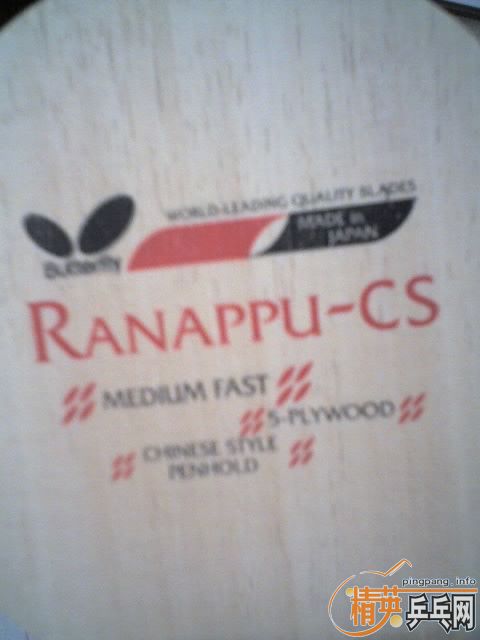 WORLD-LEADING QUALITY BLADES
MADE in
JAPAN
Butterfly
RANAPPU-CS
MEDIUM FAST
5-PLYWOOD
CHINESE STYLE
PENHOLD
pingpang.info
精英乒乓网